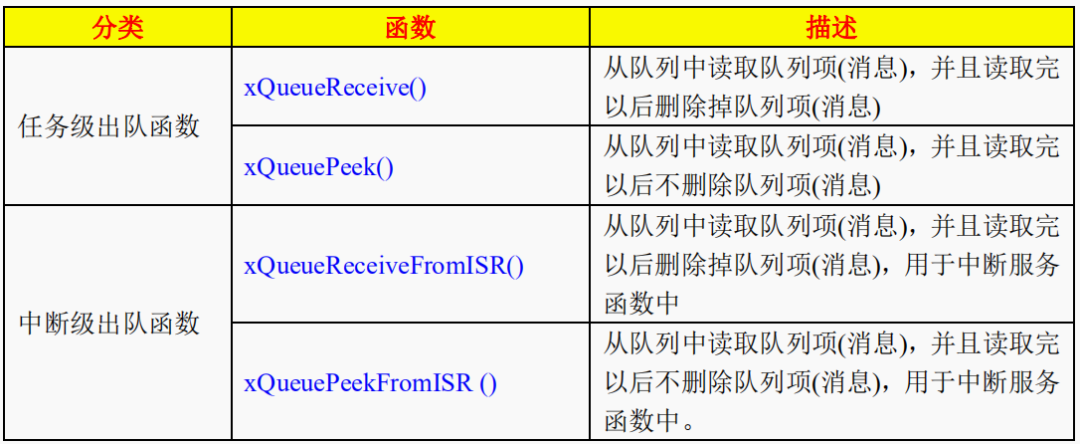 分类 函数 描述
任务级出队函数
xQueueReceive()
从队列中读取队列项(消息)，并且读取完
以后删除掉队列项(消息)
xQueuePeek()
从队列中读取队列项(消息)，并且读取完
以后不删除队列项(消息)
中断级出队函数
xQueueReceiveFromISR()
从队列中读取队列项(消息)，并且读取完
以后删除掉队列项(消息)，用于中断服务
函数中
xQueuePeekFromISR ()
从队列中读取队列项(消息)，并且读取完
以后不删除队列项(消息)，用于中断服务
函数中。